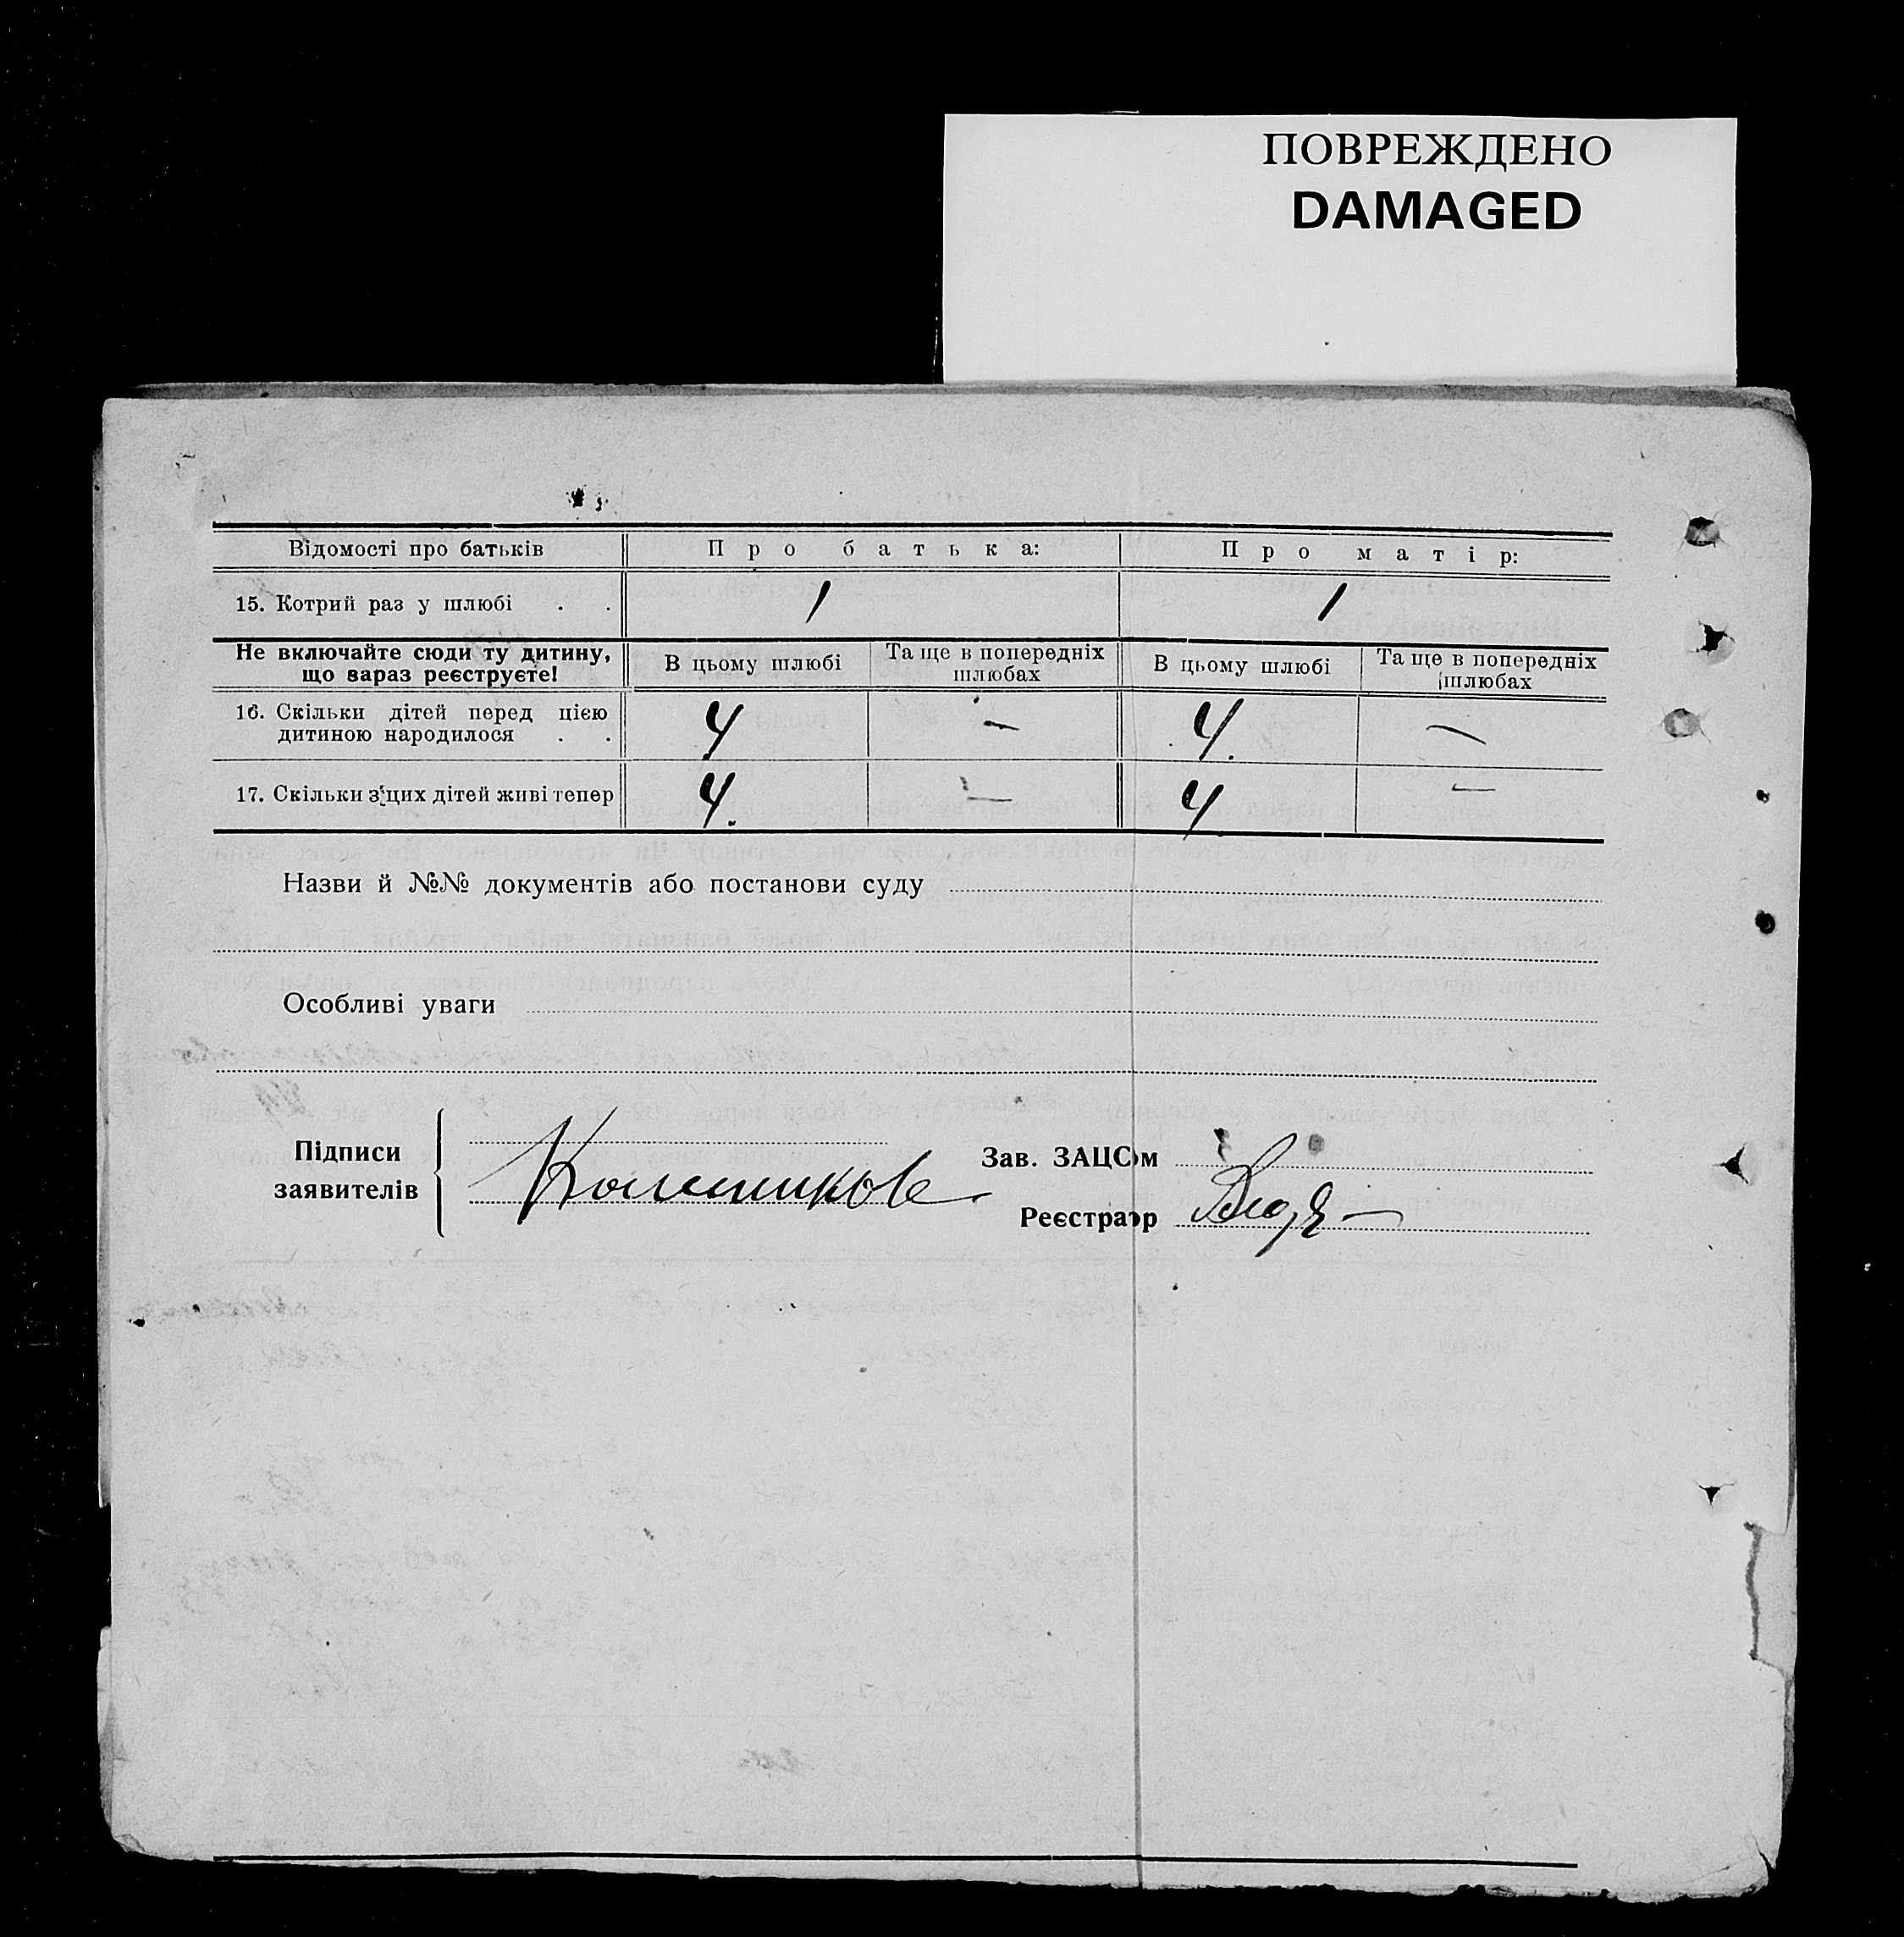 ПОВРЕЖДЕНО
DAMAGED
Відомості про батьків П р о б а т ь к а: П р о м а т і р:
15. Котрий раз у шлюбі . . 1 1
Не включайте сюди ту дитину, що вараз реєструєте! В цьому шлюбі Та ще в попередніх шлюбах В цьому шлюбі Та ще в попередніх шлюбах
16. Скільки дітей перед цією дитиною народилося . . 4 — 4. —
17. Скільки з цих дітей живі тепер 4. — 4 —
Назви й №№ документів або постанови суду
Особливі уваги
Підписи
заявителів
Зав. ЗАЦСом
Реєстраор